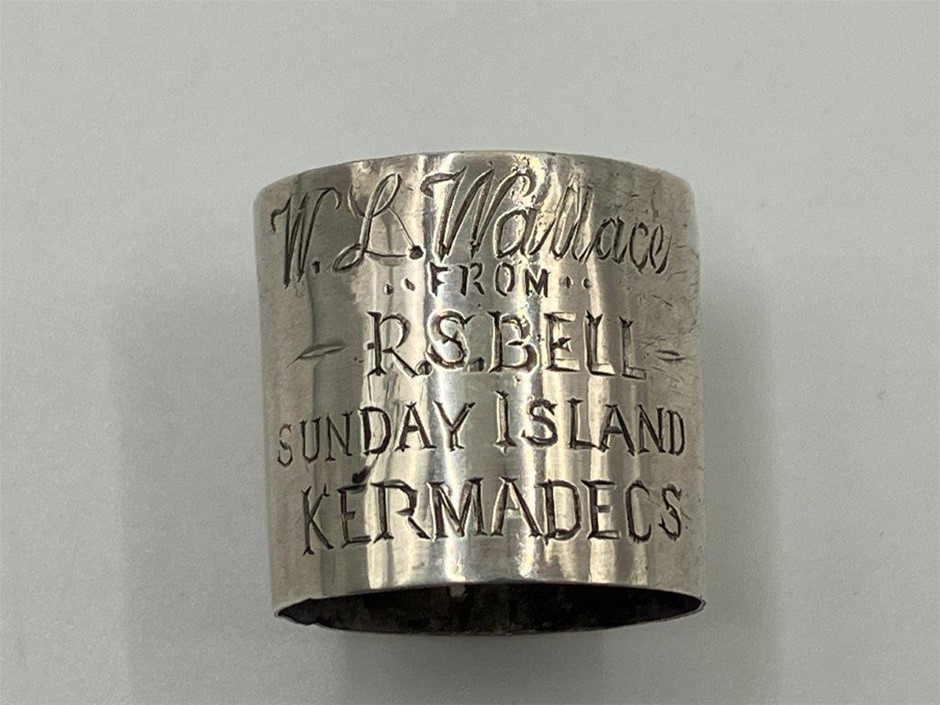 W. L. Wallace
.. FROM ..
- R.S. BELL -
SUNDAY ISLAND
KERMADECS